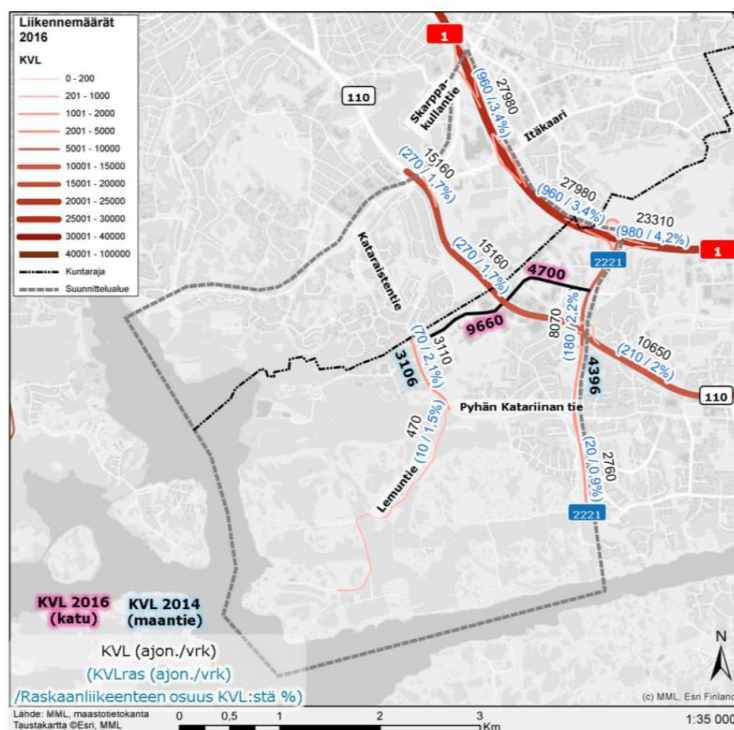 Liikennemäärät
2016
KVL
0 - 200
201 - 1000
1001 - 2000
2001 - 5000
5001 - 10000
10001 - 15000
15001 - 20000
20001 - 25000
25001 - 30000
30001 - 40000
40001 - 100000
Kuntaraja
Suunnittelualue
1
110
Skarppa-
kullantie
27980
(960 / 3.4%)
Itäkaari
15160
(270 / 1.7%)
27980
(960 / 3.4%)
23310
(980 / 4,2%)
1
2221
Kataraistentie
15160
(270 / 1.7%)
4700
9660
8070
(180 / 2,2%)
10650
(210 / 2%)
110
3110
(70 / 2,1%)
3106
4396
Pyhän Katariinan tie
470
(10 / 1,5%)
2760
(20 / 0,9%)
Lemuntie
2221
KVL 2016
(katu)
KVL 2014
(maantie)
KVL (ajon./vrk)
(KVLras (ajon./vrk)
/Raskaanliikeenteen osuus KVL:stä %)
N
(c) MML, Esri Finland
Lähde: MML, maastotietokanta
Taustakartta ©Esri, MML
0 0,5 1 2 3
Km
1:35 000